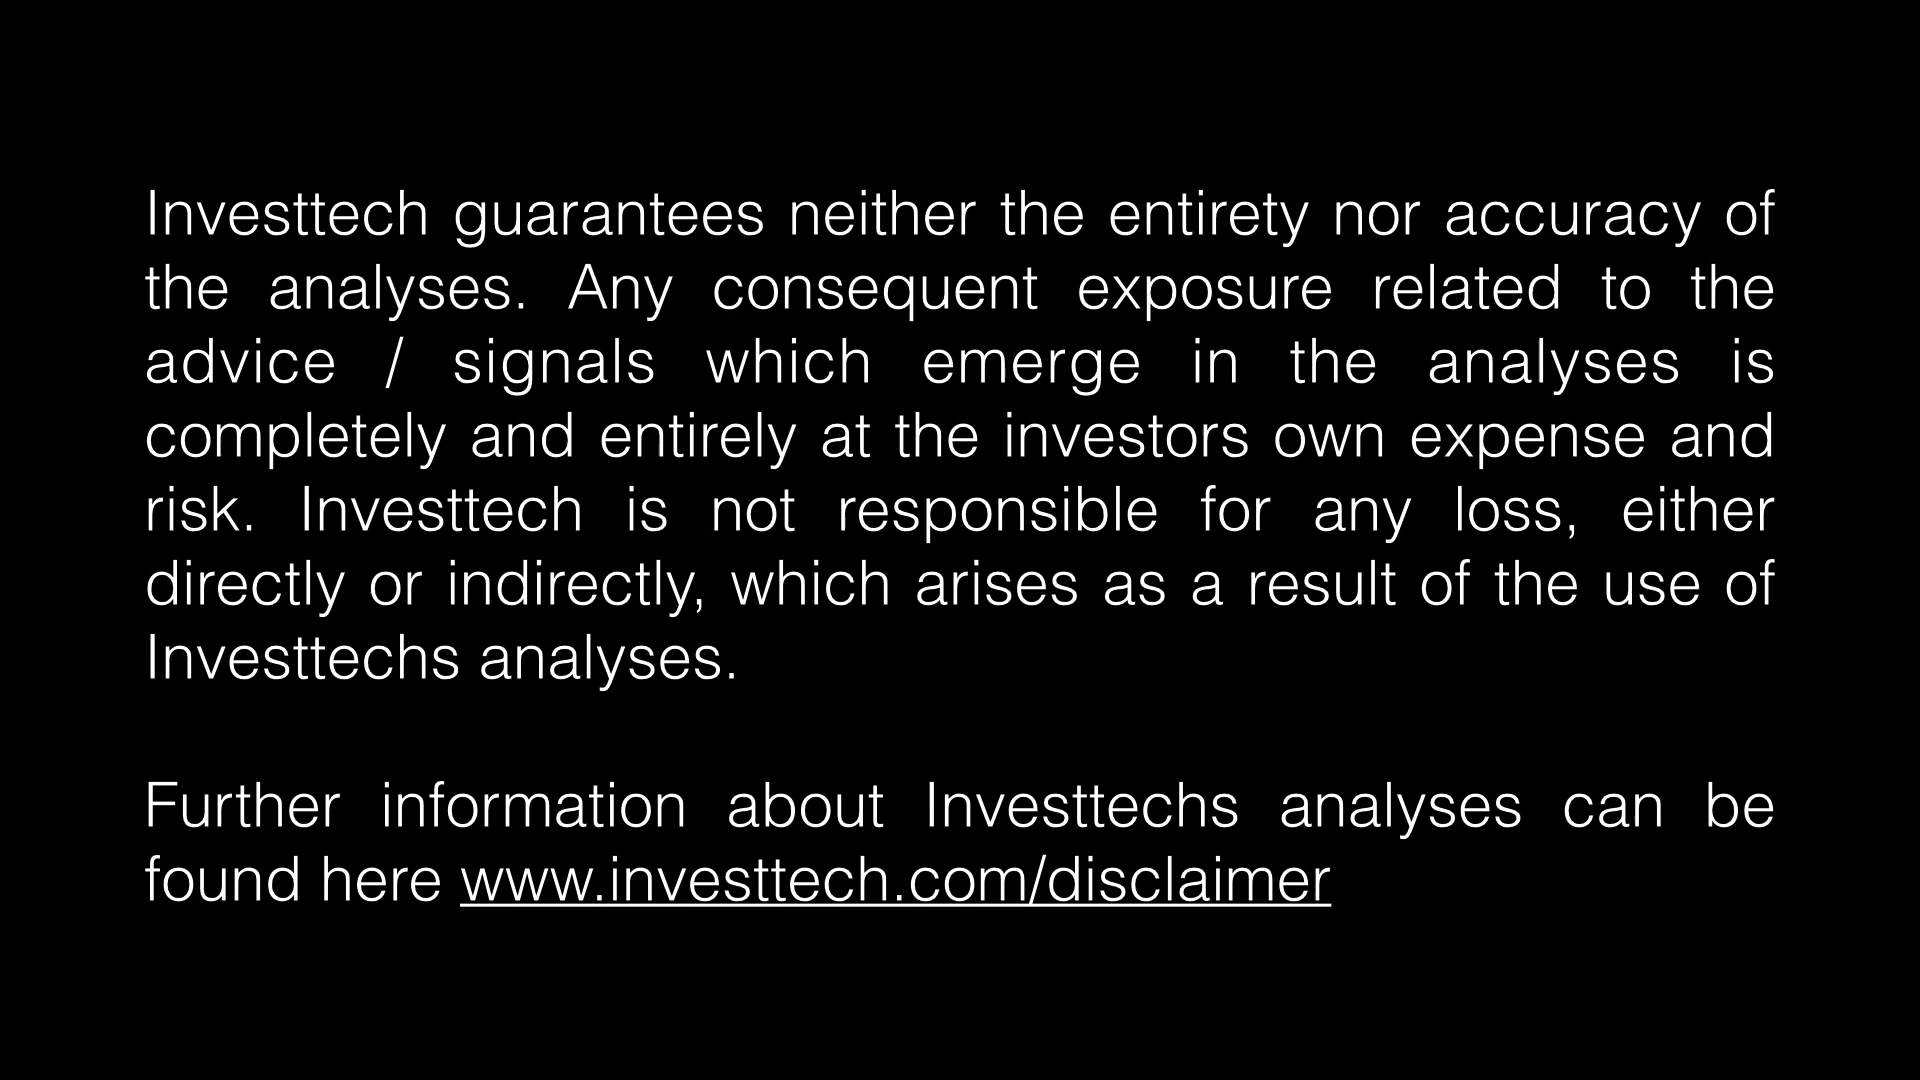 Investtech guarantees neither the entirety nor accuracy of
the analyses. Any consequent exposure related to the
advice / signals which emerge in the analyses is
completely and entirely at the investors own expense and
risk. Investtech is not responsible for any loss, either
directly or indirectly, which arises as a result of the use of
Investtechs analyses.
Further information about Investtechs analyses can be
found here www.investtech.com/disclaimer